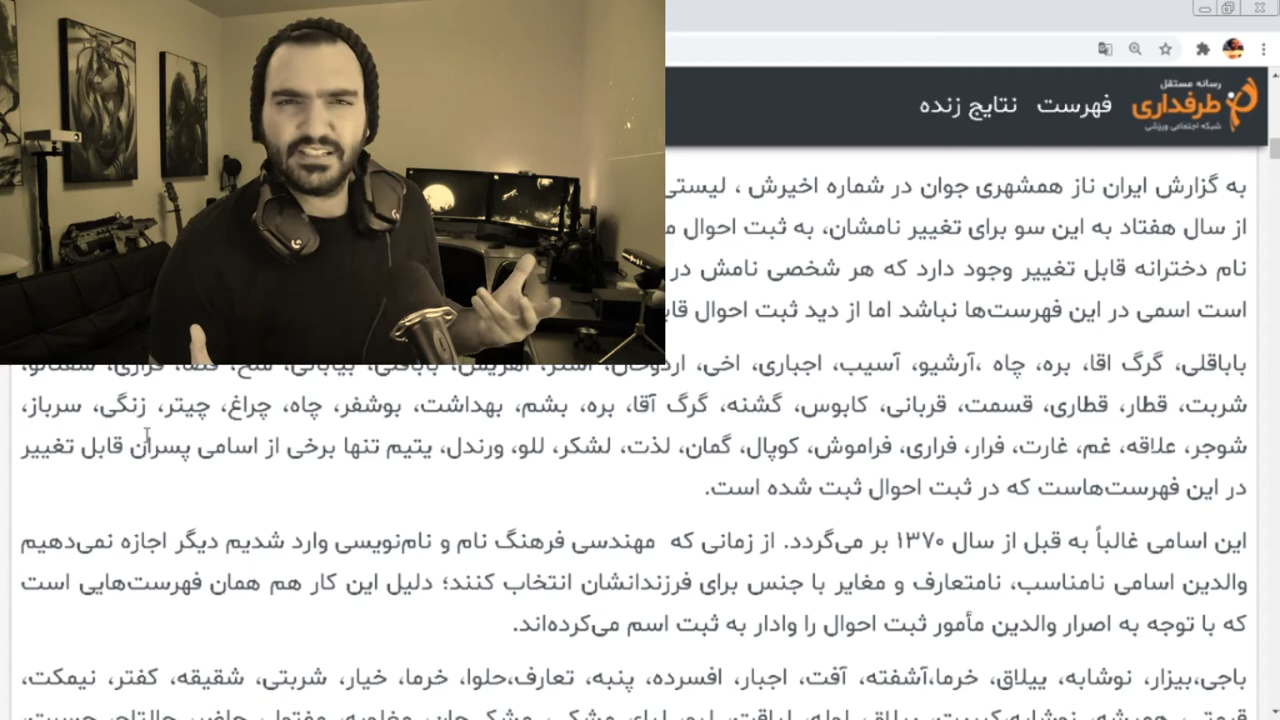 رسانه مستقل
طرفداری
شبکه اجتماعی ورزشی
فهرست
نتایج زنده
به گزارش ایران ناز همشهری جوان در شماره اخیرش ، لیستی
از سال هفتاد به این سو برای تغییر نامشان، به ثبت احوال
نام دخترانه قابل تغییر وجود دارد که هر شخصی نامش در
است اسمی در این فهرست‌ها نباشد اما از دید ثبت احوال
باباقلی، گرگ اقا، بره، چاه ،آرشیو، آسیب، اجباری، اخی،
شربت، قطار، قطاری، قسمت، قربانی، کابوس، گشنه، گرگ آقا، بره، بشم، بهداشت، بوشفر، چاه، چراغ، چیتر، زنگی، سرباز،
شوجر، علاقه، غم، غارت، فرار، فراری، فراموش، کوپال، گمان، لذت، لشکر، للو، ورندل، یتیم تنها برخی از اسامی پسران قابل تغییر
در این فهرست‌هاست که در ثبت احوال ثبت شده است.
این اسامی غالباً به قبل از سال ۱۳۷۰ بر می‌گردد. از زمانی که مهندسی فرهنگ نام و نام‌نویسی وارد شدیم دیگر اجازه نمی‌دهیم
والدین اسامی نامناسب، نامتعارف و مغایر با جنس برای فرزندانشان انتخاب کنند؛ دلیل این کار هم همان فهرست‌هایی است
که با توجه به اصرار والدین مأمور ثبت احوال را وادار به ثبت اسم می‌کرده‌اند.
باجی،بیزار، نوشابه، ییلاق، خرما،آشفته، آفت، اجبار، افسرده، پنبه، تعارف،حلوا، خرما، خیار، شربتی، شقیقه، کفتر، نیمکت،